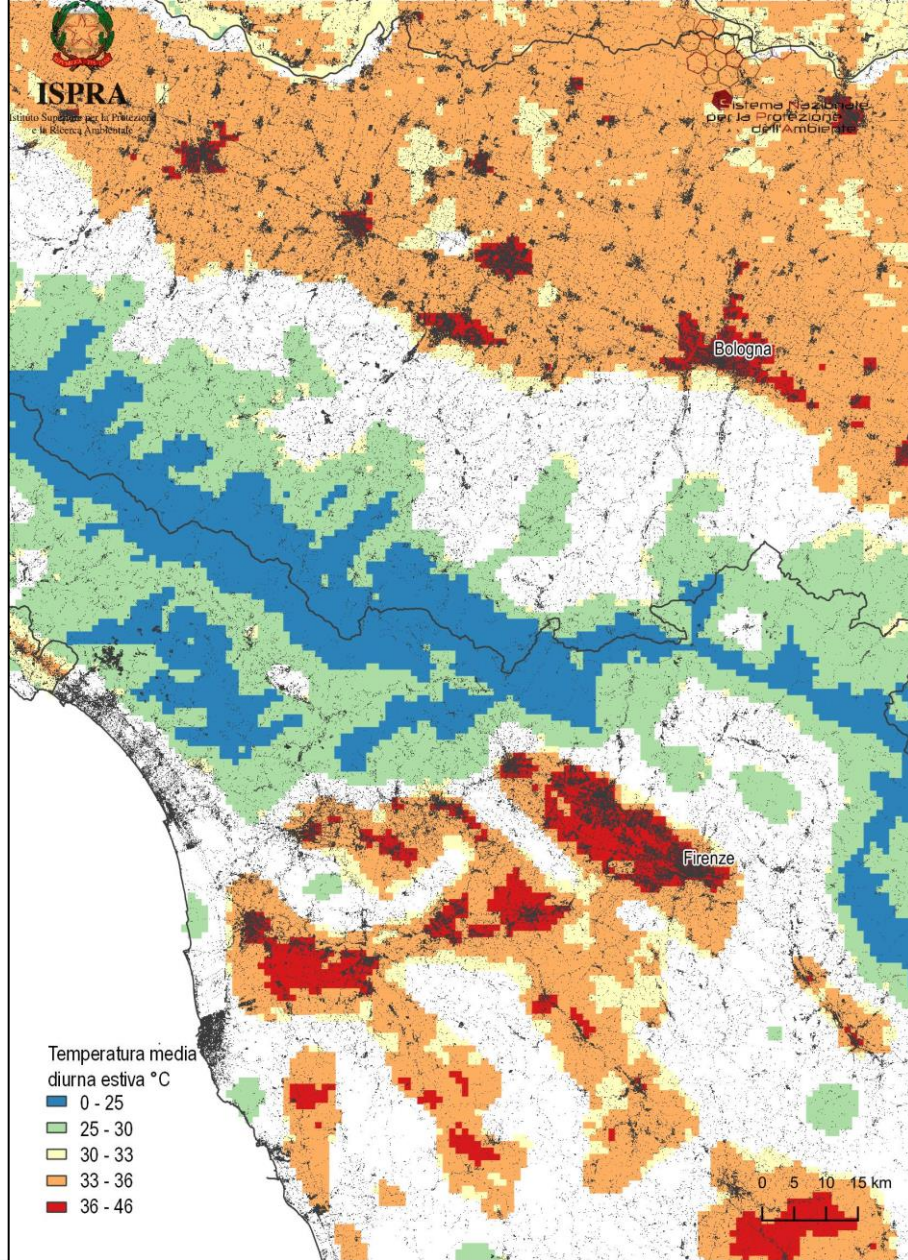 ISPRA
Istituto Superiore per la Protezione
e la Ricerca Ambientale
Sistema Nazionale
per la Protezione
dell'Ambiente
Bologna
Firenze
Temperatura media
diurna estiva °C
0 - 25
25 - 30
30 - 33
33 - 36
36 - 46
0 5 10 15 km